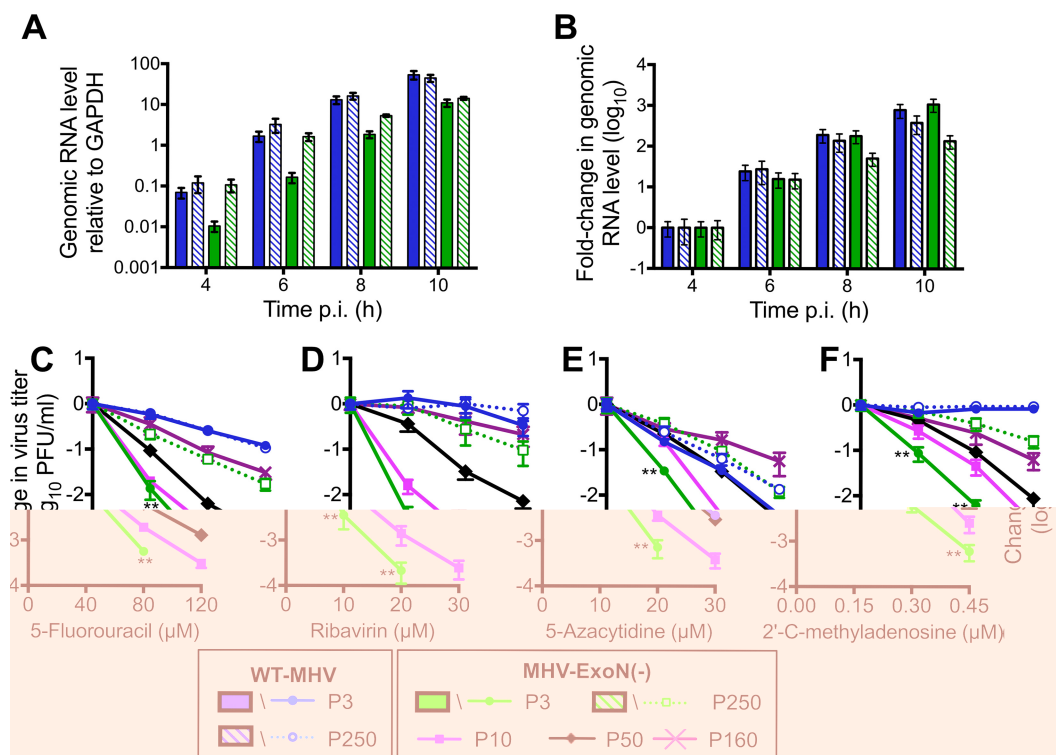 A
B
Genomic RNA level
relative to GAPDH
100
10
1
0.1
0.01
0.001
4
6
8
10
Time p.i. (h)
Fold-change in genomic
RNA level (log10)
4
3
2
1
0
-1
4
6
8
10
Time p.i. (h)
C
D
E
F
in virus titer
PFU/ml)
1
0
-1
-2
1
0
-1
-2
1
0
-1
-2
1
0
-1
-2
**
**
**
**
-3
-4
-3
-4
-3
-4
-3
-4
**
**
**
**
**
0
40
80
120
0
10
20
30
0
10
20
30
0.00
0.15
0.30
0.45
5-Fluorouracil (µM)
Ribavirin (µM)
5-Azacytidine (µM)
2'-C-methyladenosine (µM)
WT-MHV
\ P3
\ P250
MHV-ExoN(-)
\ P3 \ P250
P10 P50 P160